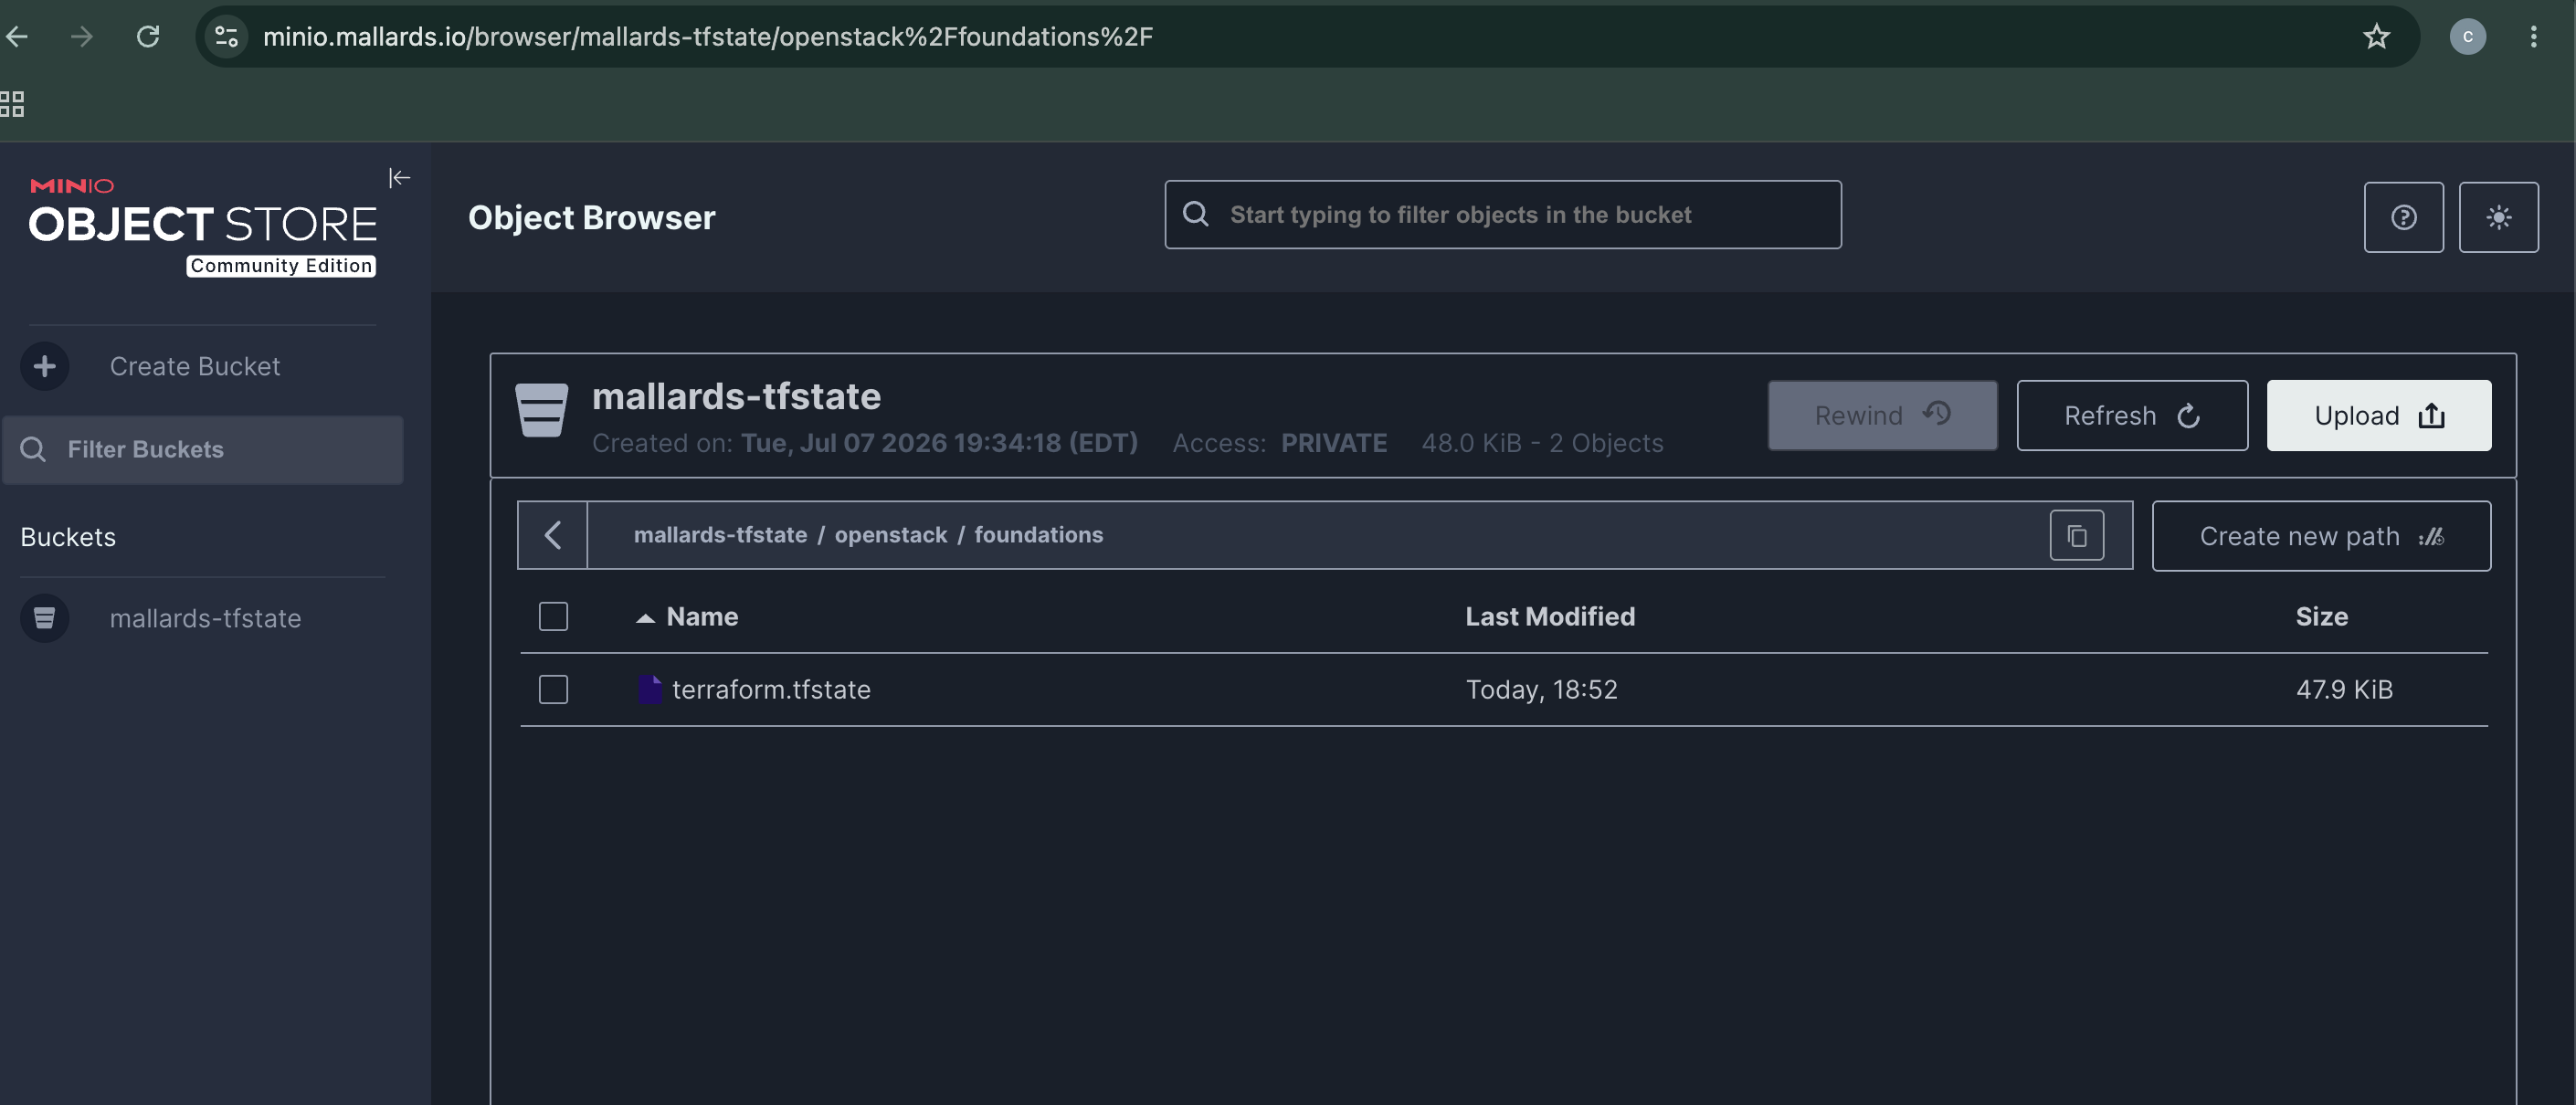 minio.mallards.io/browser/mallards-tfstate/openstack%2Ffoundations%2F
c
MINIO
OBJECT STORE
Community Edition
Create Bucket
Filter Buckets
Buckets
mallards-tfstate
Object Browser
Start typing to filter objects in the bucket
mallards-tfstate
Created on: Tue, Jul 07 2026 19:34:18 (EDT) Access: PRIVATE 48.0 KiB - 2 Objects
Rewind
Refresh
Upload
mallards-tfstate / openstack / foundations
Create new path
Name Last Modified Size
terraform.tfstate Today, 18:52 47.9 KiB